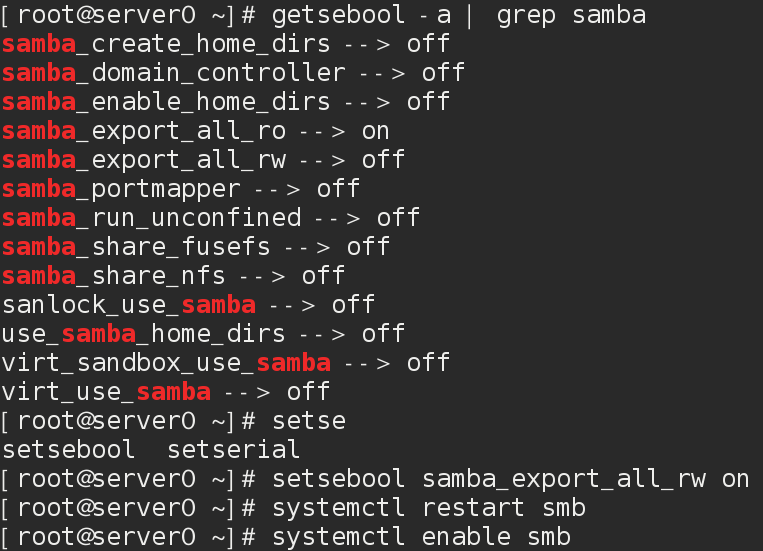 [root@server0 ~]# getsebool -a | grep samba
samba_create_home_dirs --> off
samba_domain_controller --> off
samba_enable_home_dirs --> off
samba_export_all_ro --> on
samba_export_all_rw --> off
samba_portmapper --> off
samba_run_unconfined --> off
samba_share_fusefs --> off
samba_share_nfs --> off
sanlock_use_samba --> off
use_samba_home_dirs --> off
virt_sandbox_use_samba --> off
virt_use_samba --> off
[root@server0 ~]# setse
setsebool  setserial
[root@server0 ~]# setsebool samba_export_all_rw on
[root@server0 ~]# systemctl restart smb
[root@server0 ~]# systemctl enable smb